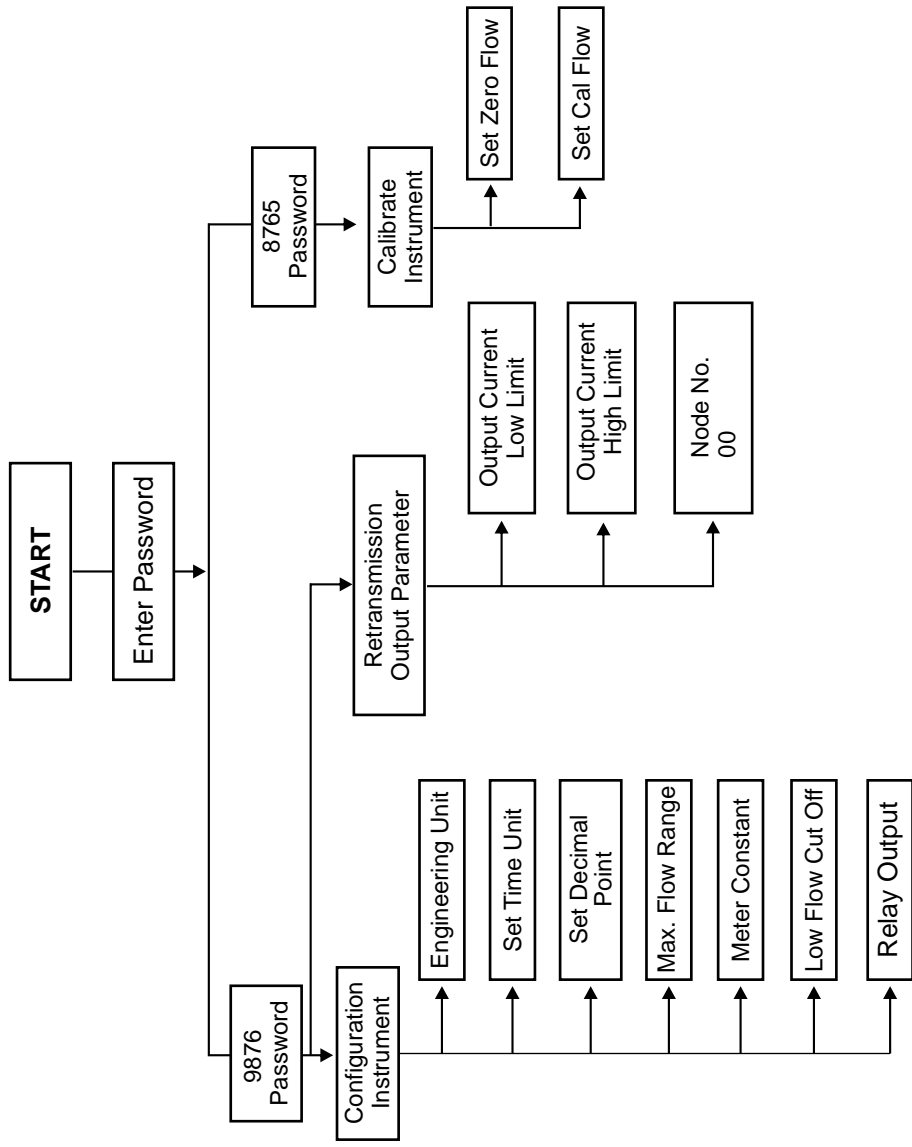 START
Enter Password
9876
Password
8765
Password
Configuration
Instrument
Engineering Unit
Set Time Unit
Set Decimal
Point
Max. Flow Range
Meter Constant
Low Flow Cut Off
Relay Output
Retransmission
Output Parameter
Output Current
Low Limit
Output Current
High Limit
Node No.
00
Calibrate
Instrument
Set Zero Flow
Set Cal Flow